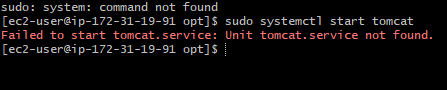 sudo: system: command not found
[ec2-user@ip-172-31-19-91 opt]$ sudo systemctl start tomcat
Failed to start tomcat.service: Unit tomcat.service not found.
[ec2-user@ip-172-31-19-91 opt]$